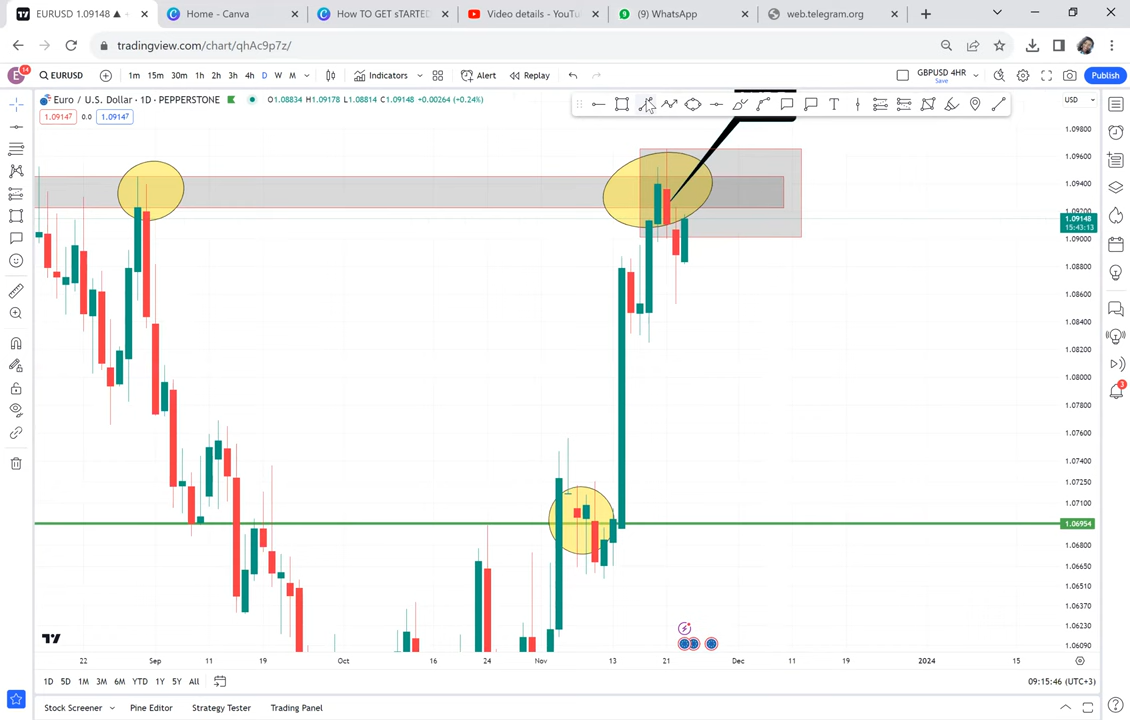 EURUSD 1.09148 ▲ +
Home - Canva
How TO GET sTARTED
Video details - YouTu
(9) WhatsApp
web.telegram.org
tradingview.com/chart/qhAc9p7z/
E 14 EURUSD 1m 15m 30m 1h 2h 3h 4h D W M Indicators Alert Replay GBPUSD 4HR Save Publish
Euro / U.S. Dollar · 1D · PEPPERSTONE O1.08834 H1.09178 L1.08814 C1.09148 +0.00264 (+0.24%) USD
1.09147 0.0 1.09147
1.09800
1.09600
1.09400
1.09200
1.09148
15:43:13
1.09000
1.08800
1.08600
1.08400
1.08200
1.08000
1.07800
1.07600
1.07400
1.07250
1.07100
1.06954
1.06800
1.06650
1.06510
1.06370
1.06230
1.06090
3
22 Sep 11 19 Oct 16 24 Nov 13 21 Dec 11 19 2024 15
1D 5D 1M 3M 6M YTD 1Y 5Y All 09:15:46 (UTC+3)
Stock Screener Pine Editor Strategy Tester Trading Panel